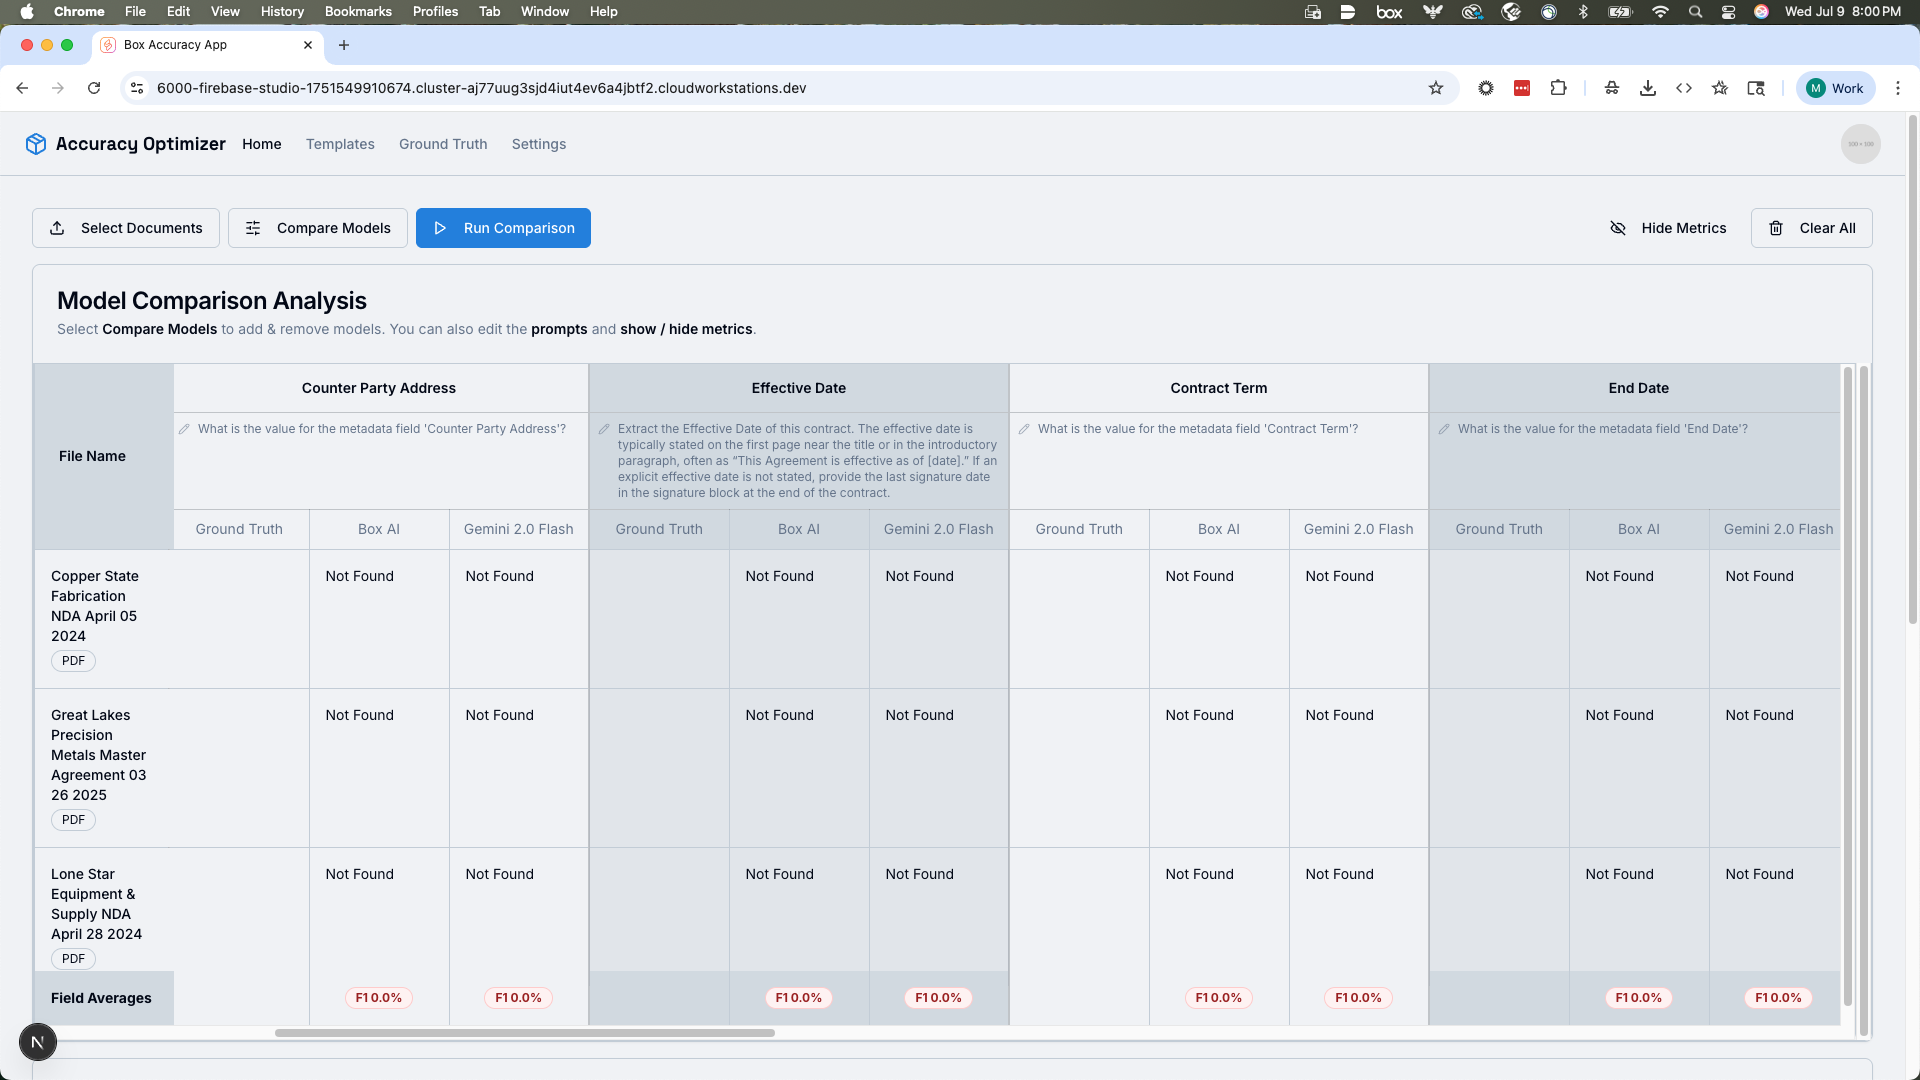 Chrome File Edit View History Bookmarks Profiles Tab Window Help box Wed Jul 9 8:00 PM
Box Accuracy App
6000-firebase-studio-1751549910674.cluster-aj77uug3sjd4iut4ev6a4jbtf2.cloudworkstations.dev M Work
Accuracy Optimizer Home Templates Ground Truth Settings
Select Documents Compare Models Run Comparison Hide Metrics Clear All
Model Comparison Analysis
Select Compare Models to add & remove models. You can also edit the prompts and show / hide metrics.
File Name
Counter Party Address Effective Date Contract Term End Date
What is the value for the metadata field 'Counter Party Address'?
Extract the Effective Date of this contract. The effective date is
typically stated on the first page near the title or in the introductory
paragraph, often as “This Agreement is effective as of [date].” If an
explicit effective date is not stated, provide the last signature date
in the signature block at the end of the contract.
What is the value for the metadata field 'Contract Term'?
What is the value for the metadata field 'End Date'?
Ground Truth Box AI Gemini 2.0 Flash Ground Truth Box AI Gemini 2.0 Flash Ground Truth Box AI Gemini 2.0 Flash Ground Truth Box AI Gemini 2.0 Flash
Copper State
Fabrication
NDA April 05
2024
PDF
Not Found Not Found Not Found Not Found Not Found Not Found Not Found Not Found
Great Lakes
Precision
Metals Master
Agreement 03
26 2025
PDF
Not Found Not Found Not Found Not Found Not Found Not Found Not Found Not Found
Lone Star
Equipment &
Supply NDA
April 28 2024
PDF
Not Found Not Found Not Found Not Found Not Found Not Found Not Found Not Found
Field Averages F1 0.0% F1 0.0% F1 0.0% F1 0.0% F1 0.0% F1 0.0% F1 0.0% F1 0.0%
N